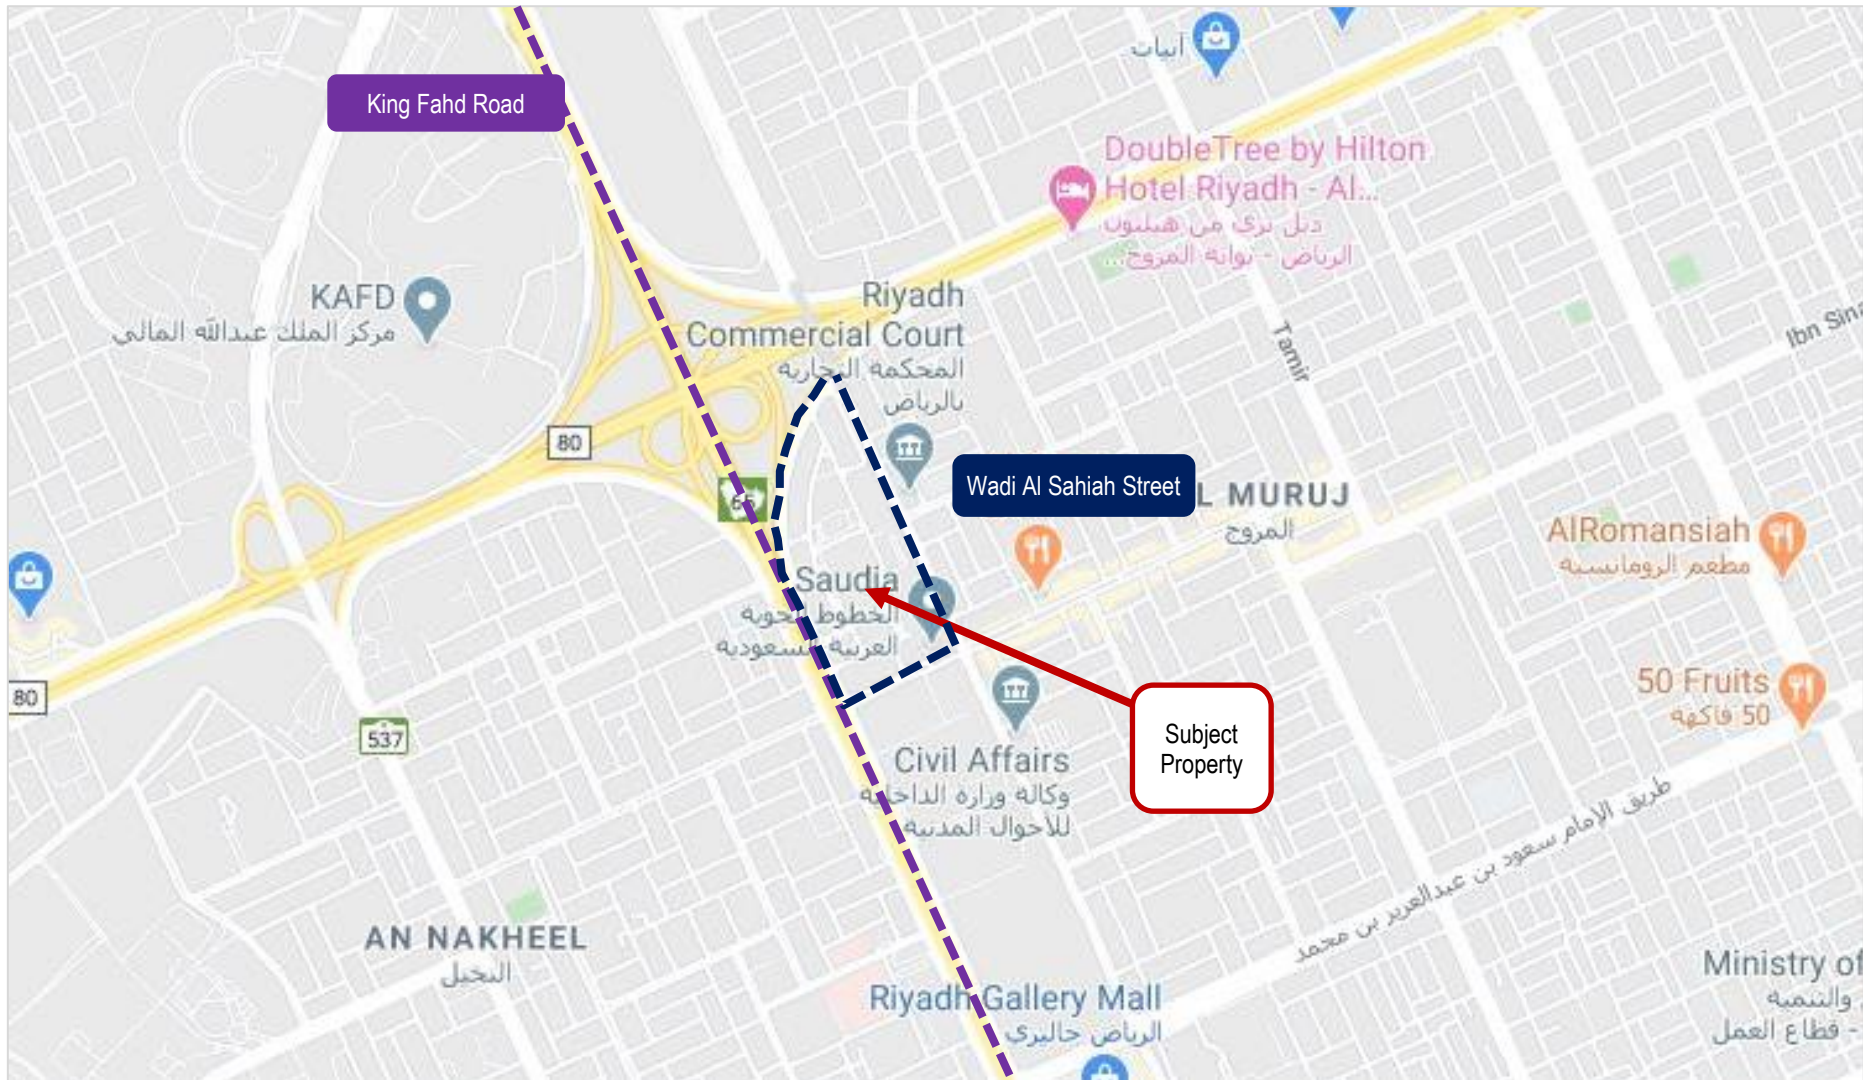 أبيات
King Fahd Road
DoubleTree by Hilton
Hotel Riyadh - Al...
دبل تري من هيلتون
الرياض - بوابة المروج...
KAFD
مركز الملك عبدالله المالي
Riyadh
Commercial Court
المحكمة التجارية
بالرياض
Tamir
Ibn Sina
80
65
Wadi Al Sahiah Street
L MURUJ
المروج
AlRomansiah
مطعم الرومانسية
Saudia
الخطوط الجوية
العربية السعودية
80
537
50 Fruits
50 فاكهة
Subject
Property
Civil Affairs
وكالة وزارة الداخلية
للأحوال المدنية
طريق الإمام سعود بن عبدالعزيز بن محمد
AN NAKHEEL
النخيل
Riyadh Gallery Mall
الرياض جاليري
Ministry of
والتنمية
- قطاع العمل